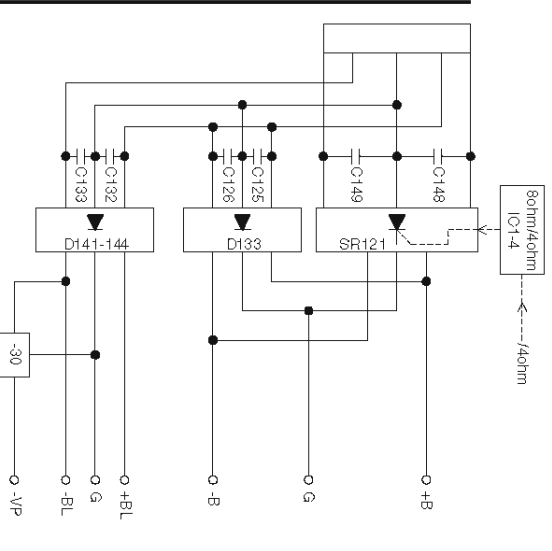 C133
C132
C126
C125
C149
C148
8ohm/4ohm
IC1-4
D141-144
D133
SR121
-/4ohm
-30
-VP
-BL
G
+BL
-B
G
+B